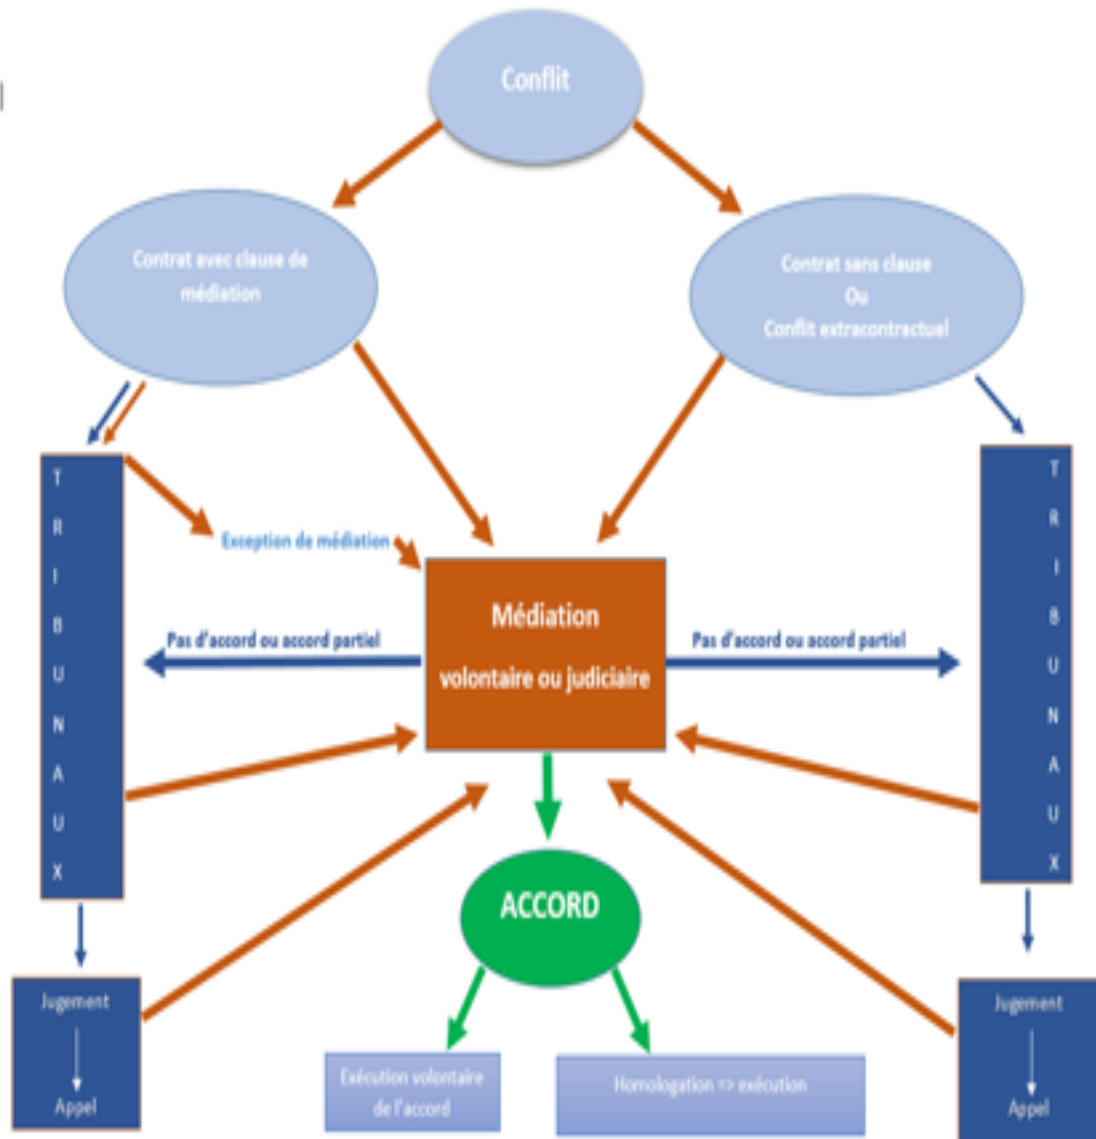 Conflit
Contrat avec clause de
médiation
Contrat sans clause
Ou
Conflit extracontractuel
T
R
I
B
U
N
A
U
X
Exception de médiation
Pas d'accord ou accord partiel
Médiation
volontaire ou judiciaire
Pas d'accord ou accord partiel
T
R
I
B
U
N
A
U
X
ACCORD
Jugement
Appel
Exécution volontaire
de l'accord
Homologation => exécution
Jugement
Appel